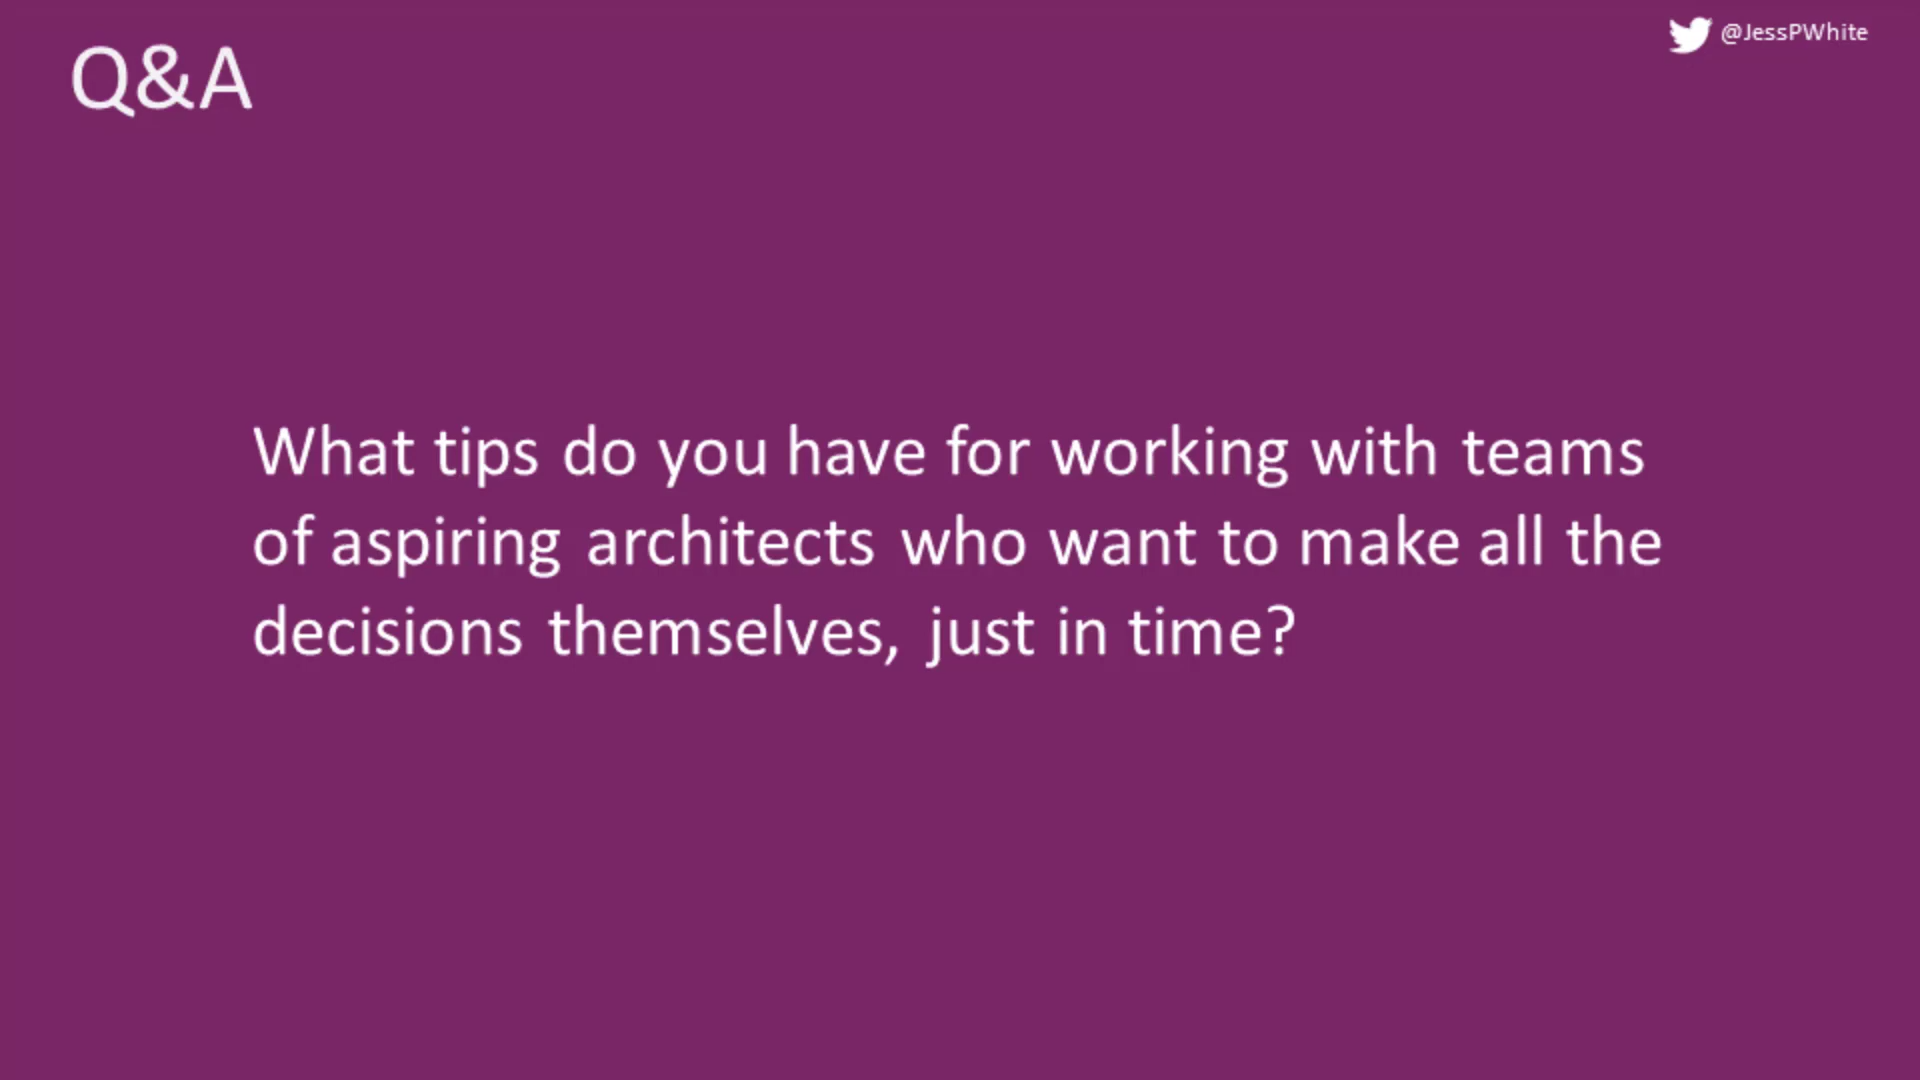 Q&A
@JessPWhite
What tips do you have for working with teams
of aspiring architects who want to make all the
decisions themselves, just in time?